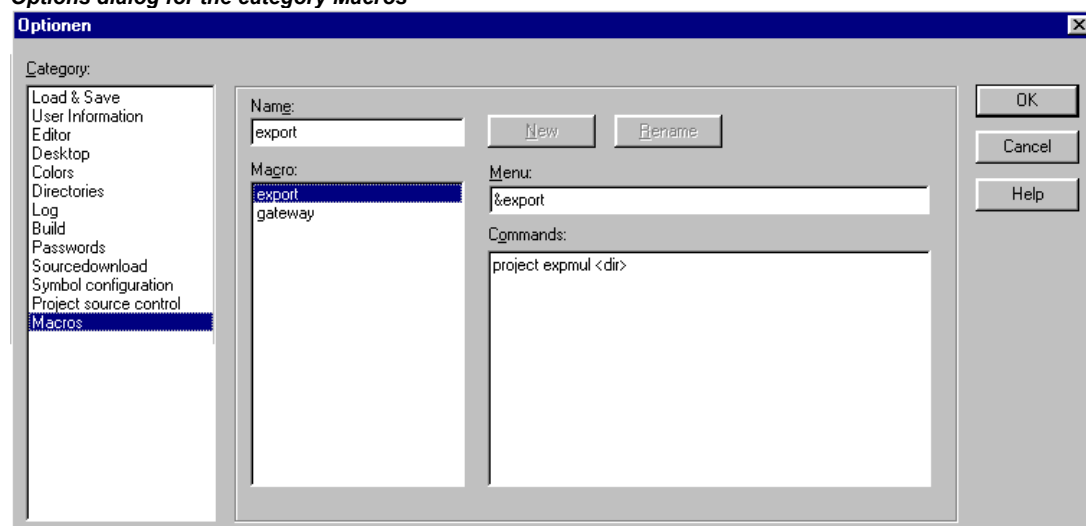 Options dialog for the category Macros
Optionen
Category:
Load & Save
User Information
Editor
Desktop
Colors
Directories
Log
Build
Passwords
Sourcedownload
Symbol configuration
Project source control
Macros
Name:
export
New
Rename
Macro:
export
gateway
Menu:
&export
Commands:
project expmul <dir>
OK
Cancel
Help